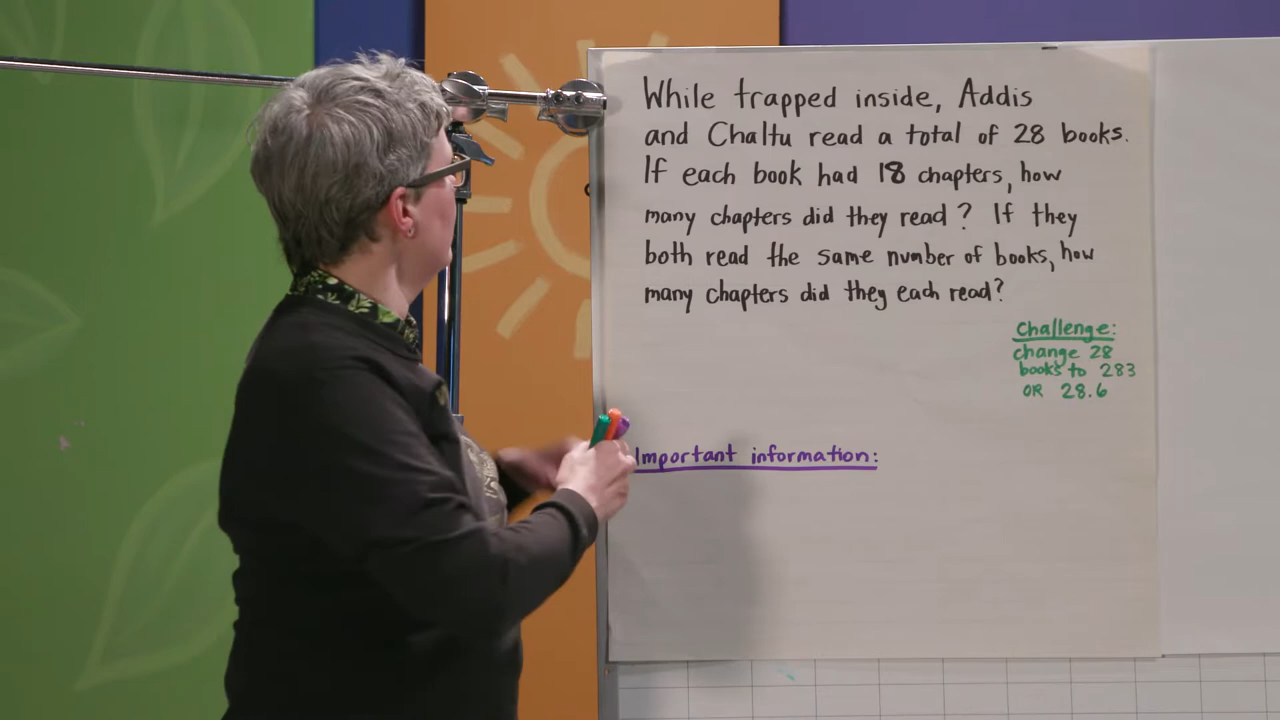 While trapped inside, Addis
and Chaltu read a total of 28 books.
If each book had 18 chapters, how
many chapters did they read? If they
both read the same number of books, how
many chapters did they each read?
Challenge:
change 28
books to 283
OR 28.6
Important information: